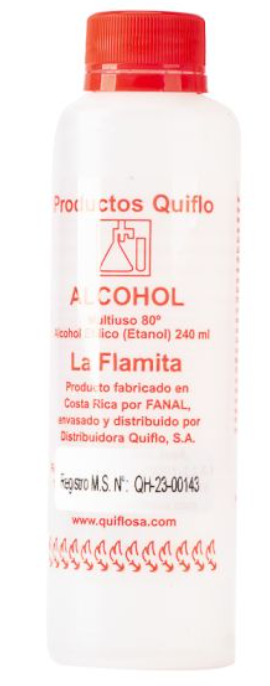 Productos Quiflo
ALCOHOL
Multiuso 80°
Alcohol Etílico (Etanol) 240 ml
La Flamita
Producto fabricado en
Costa Rica por FANAL,
envasado y distribuido por
Distribuidora Quiflo, S.A.
Registro M.S. N°: QH-23-00143
www.quiflosa.com